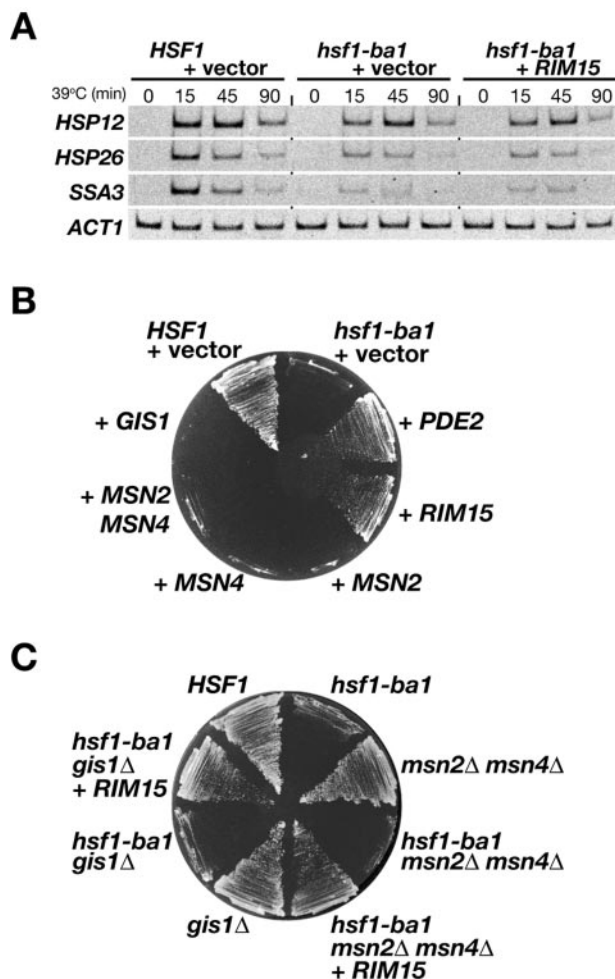 A
HSF1 hsf1-ba1 hsf1-ba1
+ vector + vector + RIM15
39°C (min) 0 15 45 90 0 15 45 90 0 15 45 90
HSP12
HSP26
SSA3
ACT1
B
HSF1 hsf1-ba1
+ vector + vector
+ GIS1 + PDE2
+ MSN2
MSN4
+ RIM15
+ MSN4 + MSN2
C
HSF1 hsf1-ba1
hsf1-ba1
gis1Δ
+ RIM15
msn2Δ msn4Δ
hsf1-ba1
gis1Δ
hsf1-ba1
msn2Δ msn4Δ
gis1Δ
hsf1-ba1
msn2Δ msn4Δ
+ RIM15